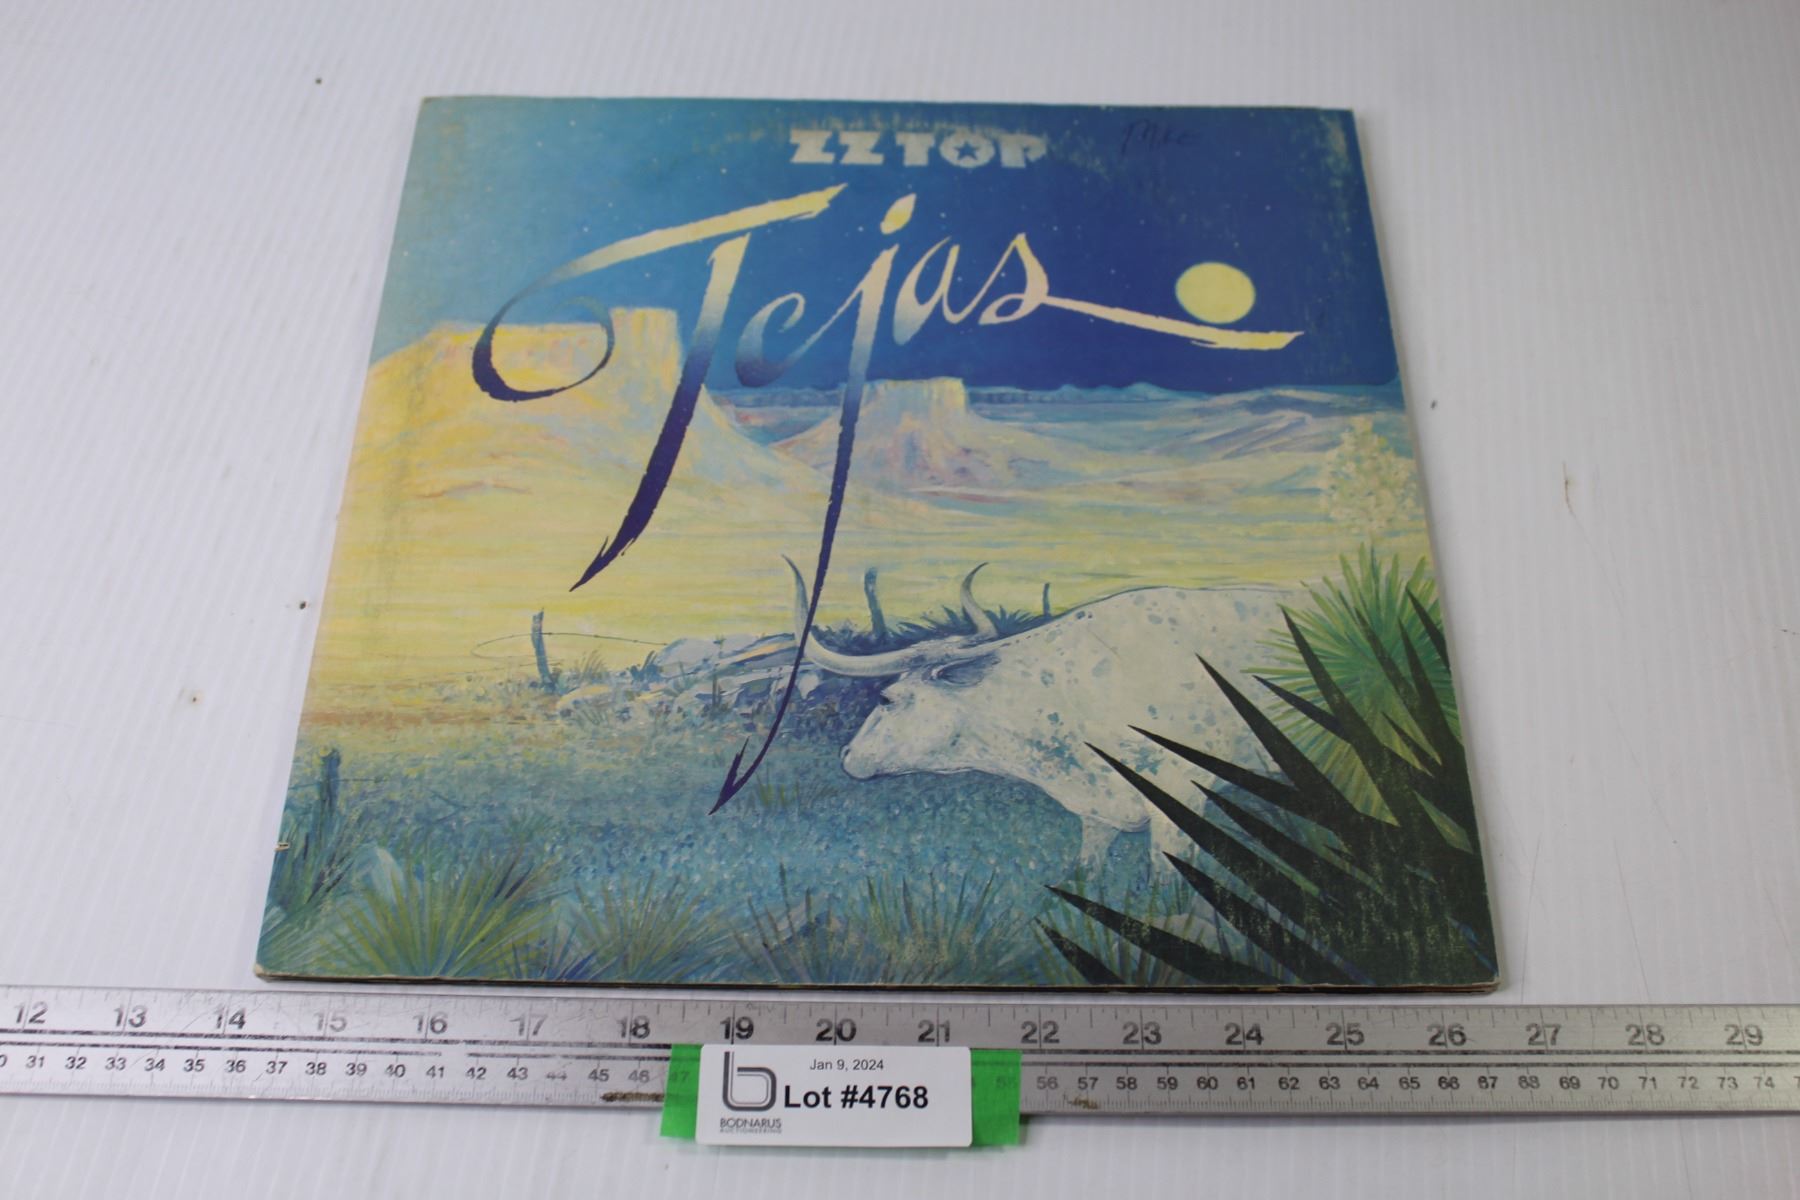 ZZ TOP
Mike
Tejas
12 13 14 15 16 17 18 19 20 21 22 23 24 25 26 27 28 29
31 32 33 34 35 36 37 38 39 40 41 42 43 44 45 46 47 55 56 57 58 59 60 61 62 63 64 65 66 67 68 69 70 71 72 73 74
Jan 9, 2024
Lot #4768
BODNARUS
AUCTIONEERING